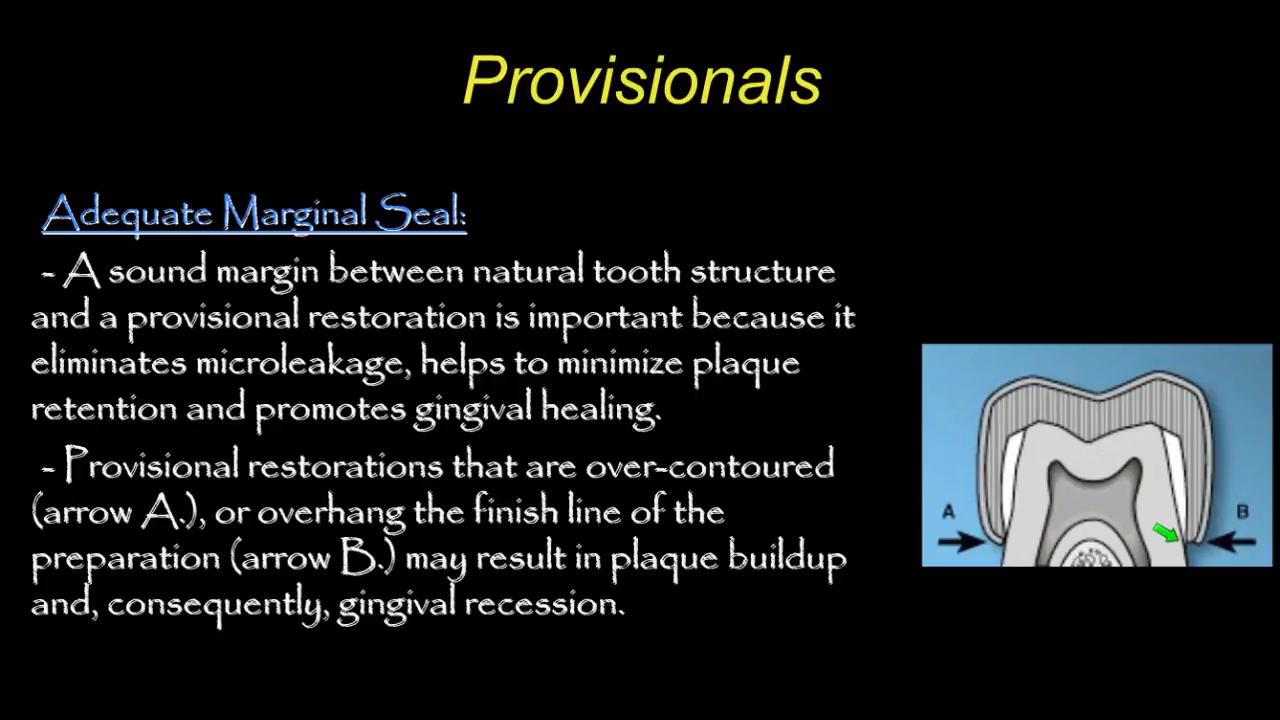 Provisionals
Adequate Marginal Seal:
- A sound margin between natural tooth structure
and a provisional restoration is important because it
eliminates microleakage, helps to minimize plaque
retention and promotes gingival healing.
- Provisional restorations that are over-contoured
(arrow A.), or overhang the finish line of the
preparation (arrow B.) may result in plaque buildup
and, consequently, gingival recession.
A
B